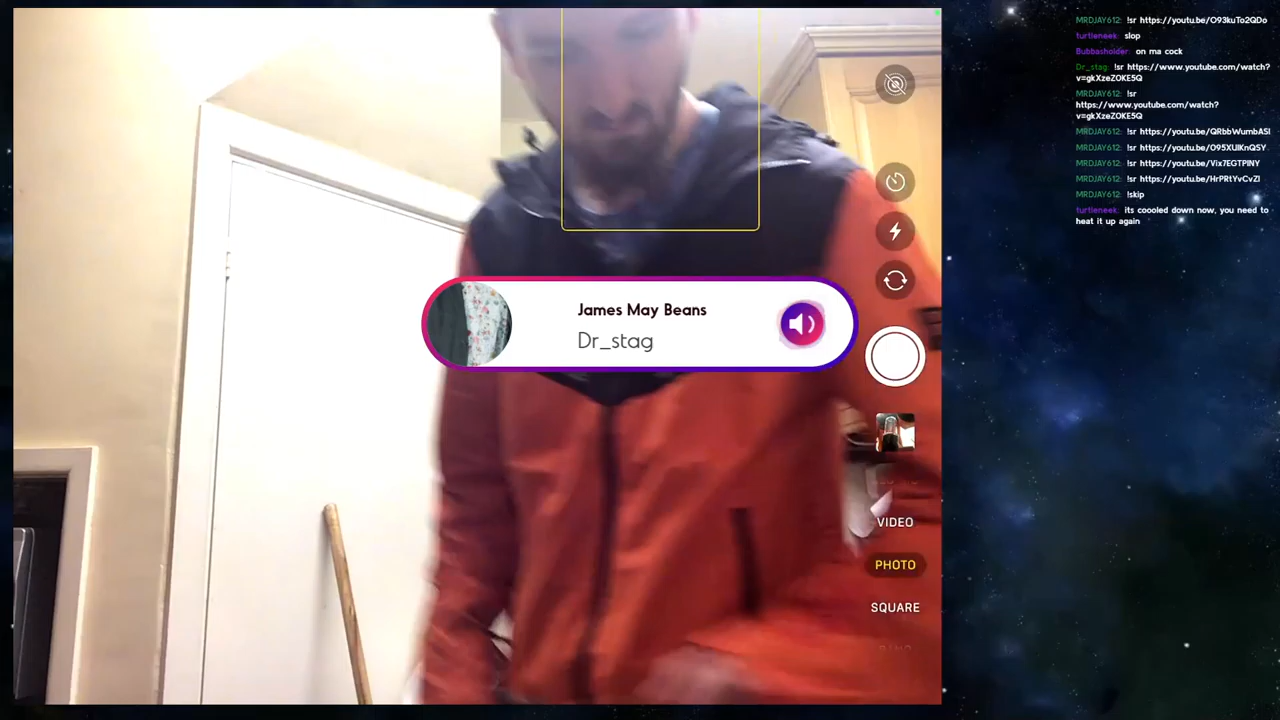 James May Beans
Dr_stag
VIDEO
PHOTO
SQUARE
MRDJAY612: !sr https://youtu.be/O93kuTo2QDo
turtleneek: slop
Bubbasholder: on ma cock
Dr_stag: !sr https://www.youtube.com/watch?
v=gkXzeZOKE5Q
MRDJAY612: !sr
https://www.youtube.com/watch?
v=gkXzeZOKE5Q
MRDJAY612: !sr https://youtu.be/QRbbWumbASI
MRDJAY612: !sr https://youtu.be/O95XUlKnQSY
MRDJAY612: !sr https://youtu.be/Vix7EGTPlNY
MRDJAY612: !sr https://youtu.be/HrPRtYvCvZI
MRDJAY612: !skip
turtleneek: its coooled down now, you need to
heat it up again